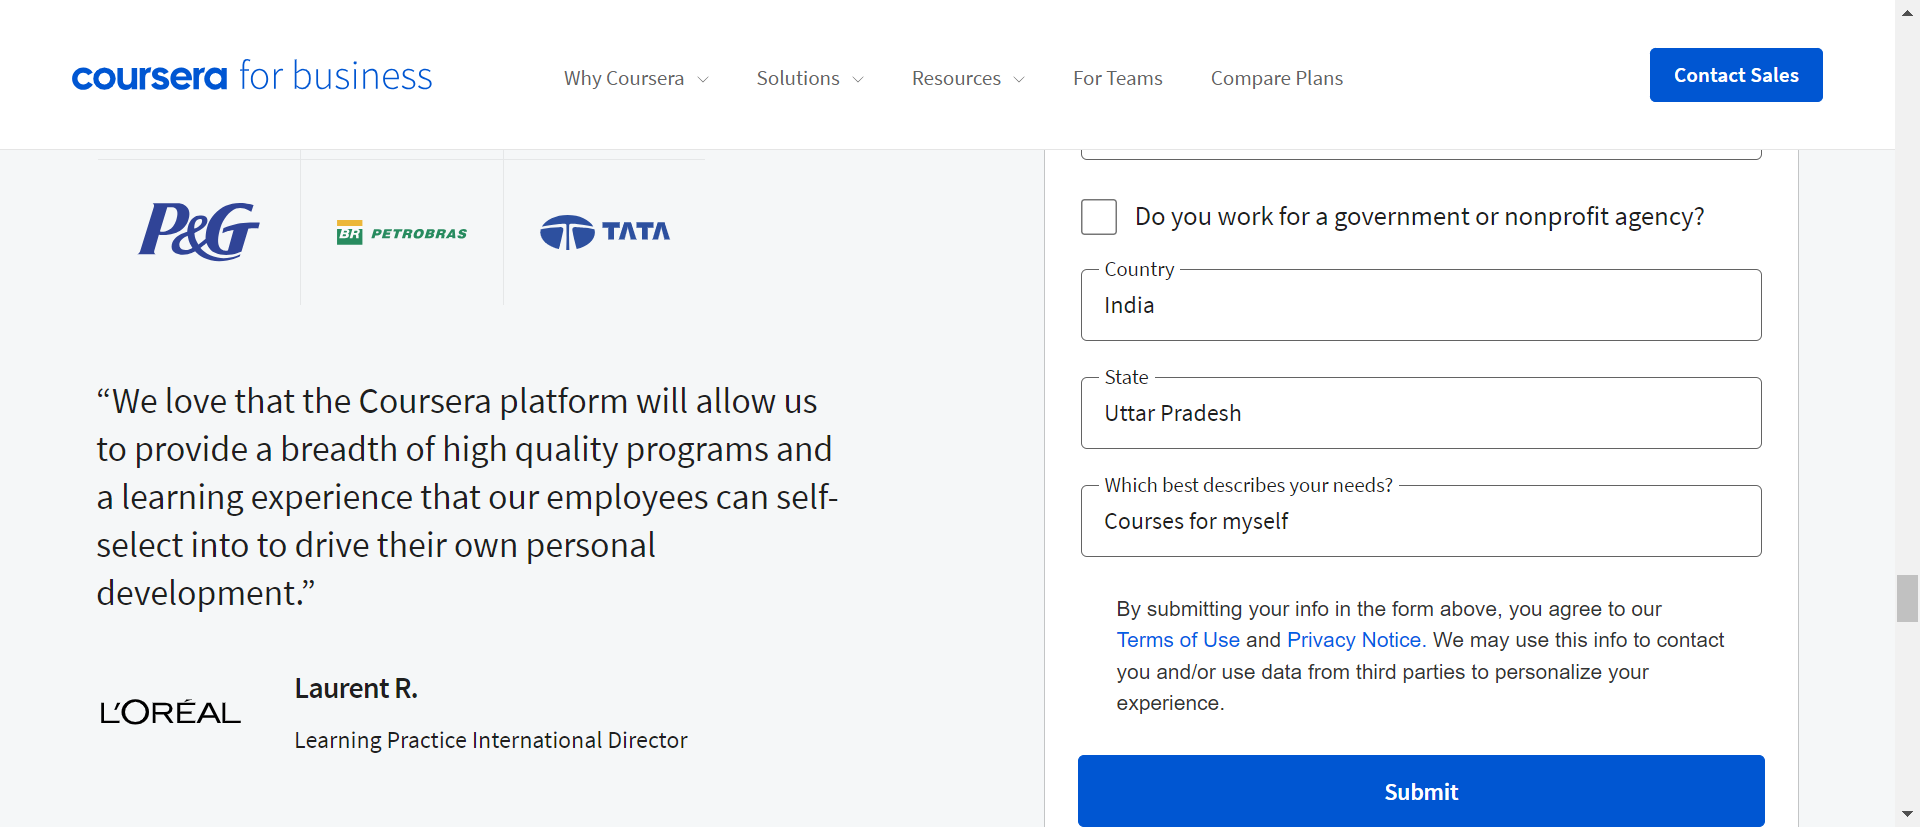 coursera for business
Why Coursera
Solutions
Resources
For Teams
Compare Plans
Contact Sales
P&G
BR PETROBRAS
TATA
“We love that the Coursera platform will allow us
to provide a breadth of high quality programs and
a learning experience that our employees can self-
select into to drive their own personal
development.”
L'ORÉAL
Laurent R.
Learning Practice International Director
Do you work for a government or nonprofit agency?
Country
India
State
Uttar Pradesh
Which best describes your needs?
Courses for myself
By submitting your info in the form above, you agree to our
Terms of Use and Privacy Notice. We may use this info to contact
you and/or use data from third parties to personalize your
experience.
Submit